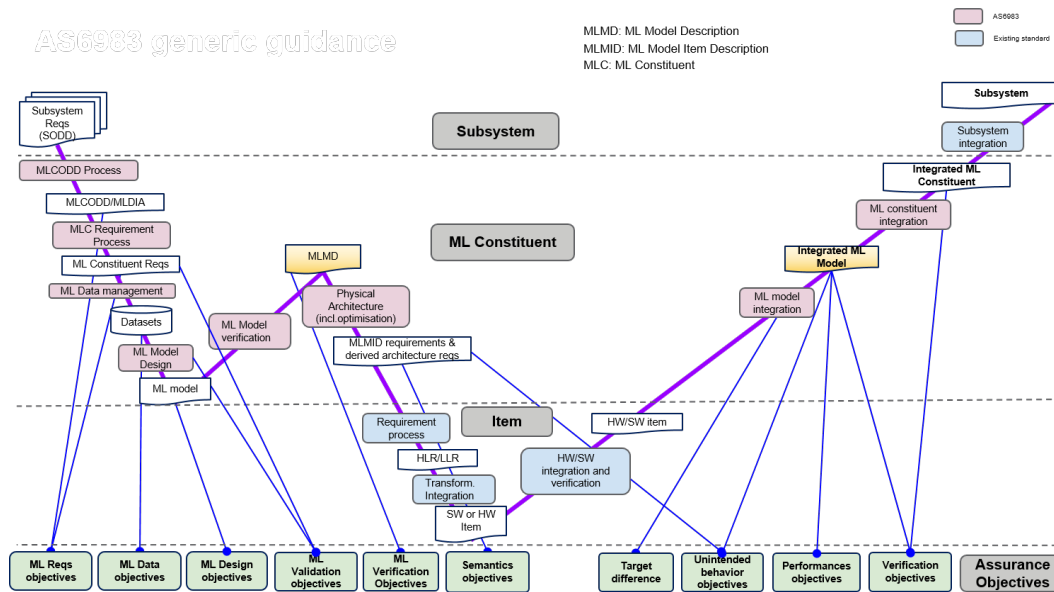 AS6983 generic guidance
MLMD: ML Model Description
MLMID: ML Model Item Description
MLC: ML Constituent
AS6983
Existing standard
Subsystem
Reqs
(SODD)
Subsystem
Subsystem
Subsystem
integration
MLCODD Process
MLCODD/MLDIA
MLC Requirement
Process
ML Constituent Reqs
ML Data management
Datasets
ML Model
Design
ML model
ML Model
verification
MLMD
Physical
Architecture
(incl.optimisation)
MLMID requirements &
derived architecture reqs
ML Constituent
Integrated ML
Constituent
ML constituent
integration
Integrated ML
Model
ML model
integration
Item
Requirement
process
HLR/LLR
Transform.
Integration
SW or HW
Item
HW/SW
integration and
verification
HW/SW item
ML Reqs
objectives
ML Data
objectives
ML Design
objectives
ML
Validation
objectives
ML
Verification
Objectives
Semantics
objectives
Target
difference
Unintended
behavior
objectives
Performances
objectives
Verification
objectives
Assurance
Objectives